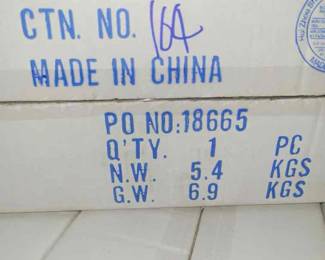 CTN. NO. 164
MADE IN CHINA
PO NO:18665
Q'TY. 1 PC
N.W. 5.4 KGS
G.W. 6.9 KGS